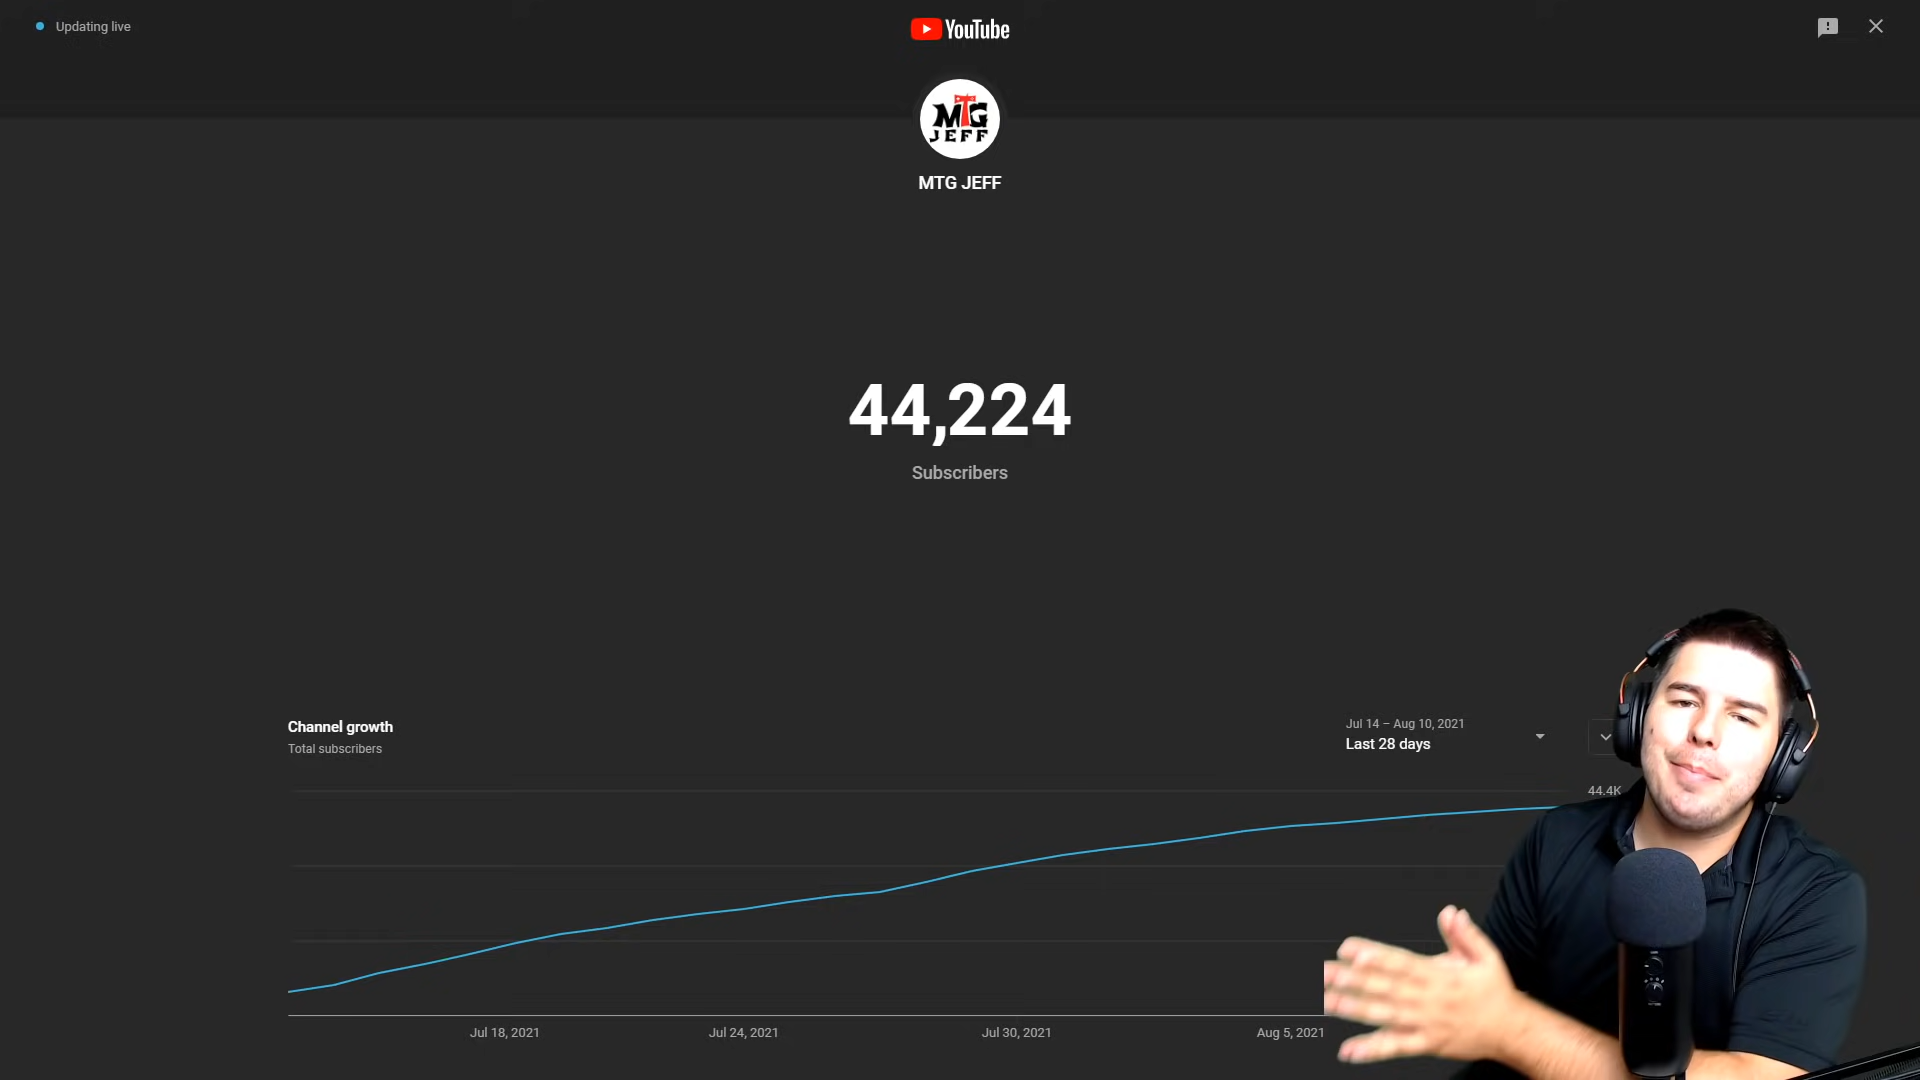 Updating live
YouTube
MTG
JEFF
MTG JEFF
44,224
Subscribers
Channel growth
Total subscribers
Jul 14 – Aug 10, 2021
Last 28 days
44.4K
Jul 18, 2021
Jul 24, 2021
Jul 30, 2021
Aug 5, 2021